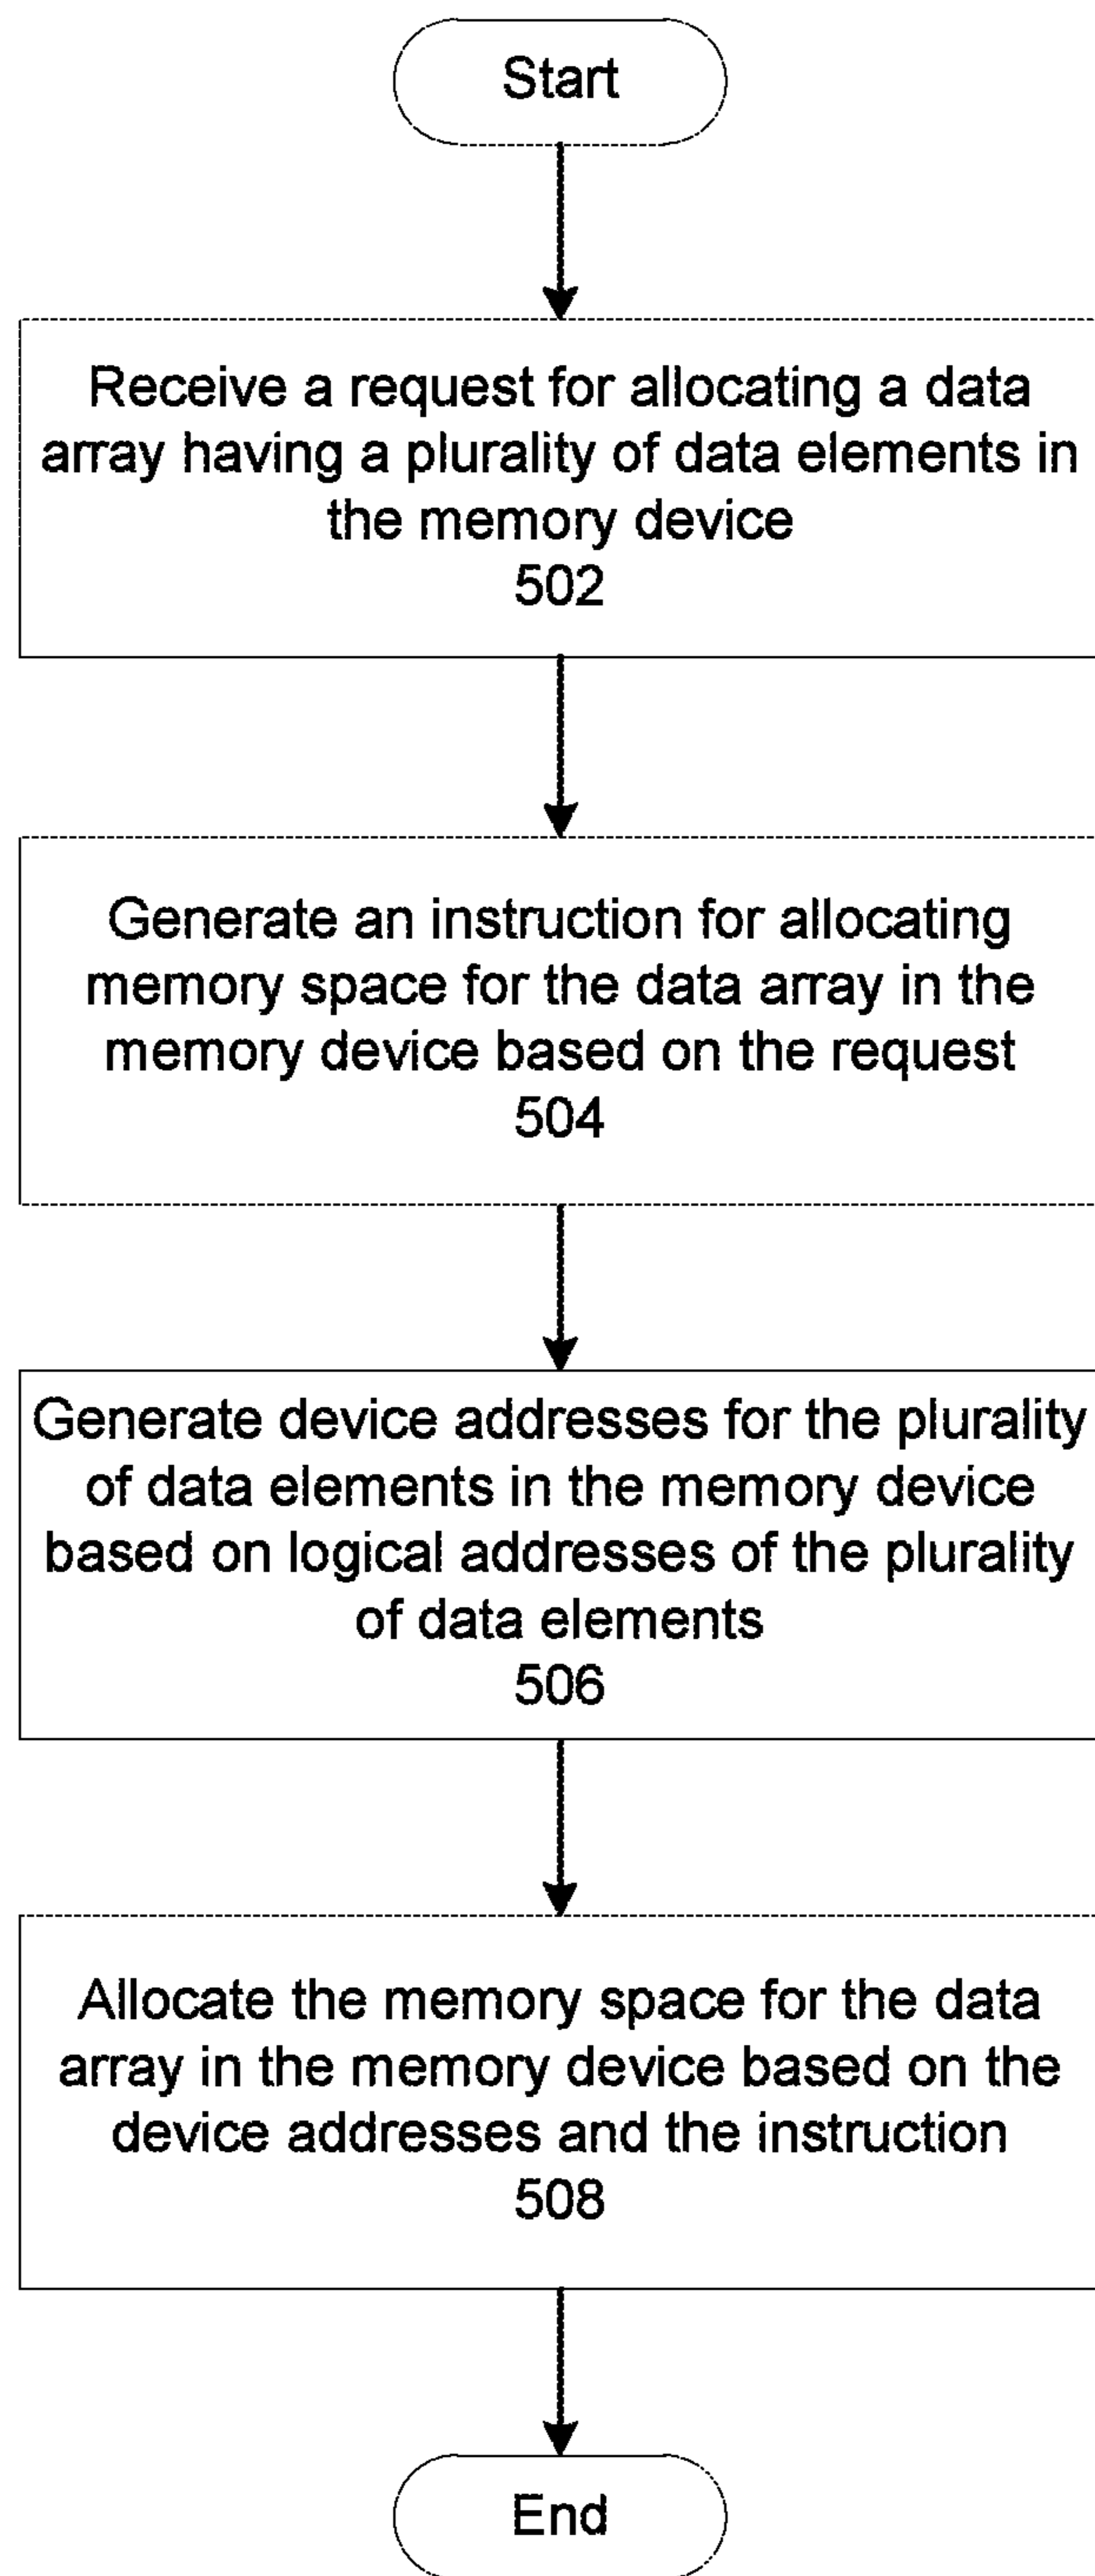 Start
Receive a request for allocating a data
array having a plurality of data elements in
the memory device
502
Generate an instruction for allocating
memory space for the data array in the
memory device based on the request
504
Generate device addresses for the plurality
of data elements in the memory device
based on logical addresses of the plurality
of data elements
506
Allocate the memory space for the data
array in the memory device based on the
device addresses and the instruction
508
End